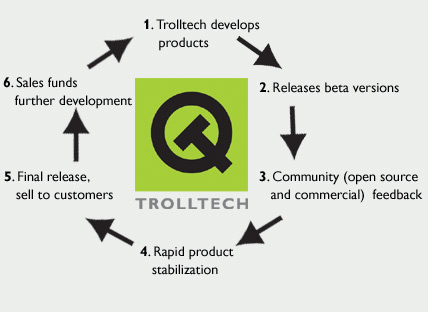 1. Trolltech develops
products
2. Releases beta versions
3. Community (open source
and commercial) feedback
4. Rapid product
stabilization
5. Final release,
sell to customers
6. Sales funds
further development
TROLLTECH